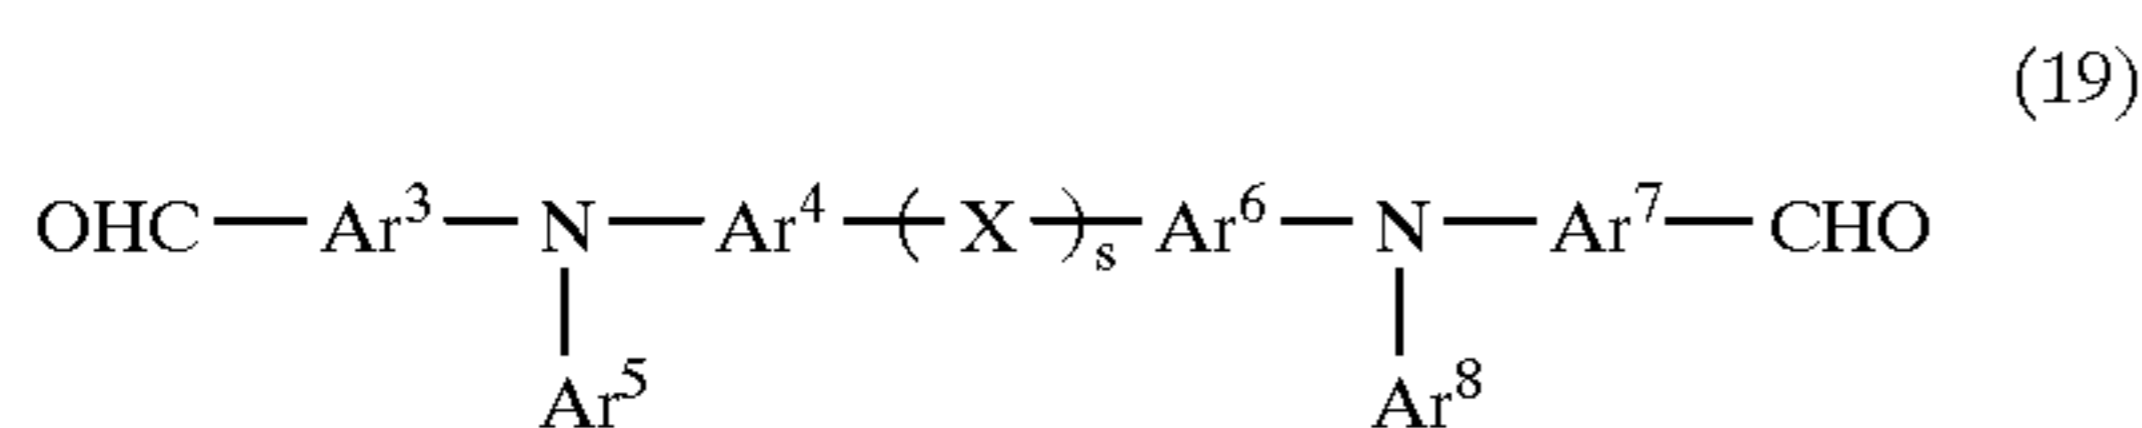 (19)
OHC—Ar³—N—Ar⁴—(X)ₛ—Ar⁶—N—Ar⁷—CHO
Ar⁵ Ar⁸